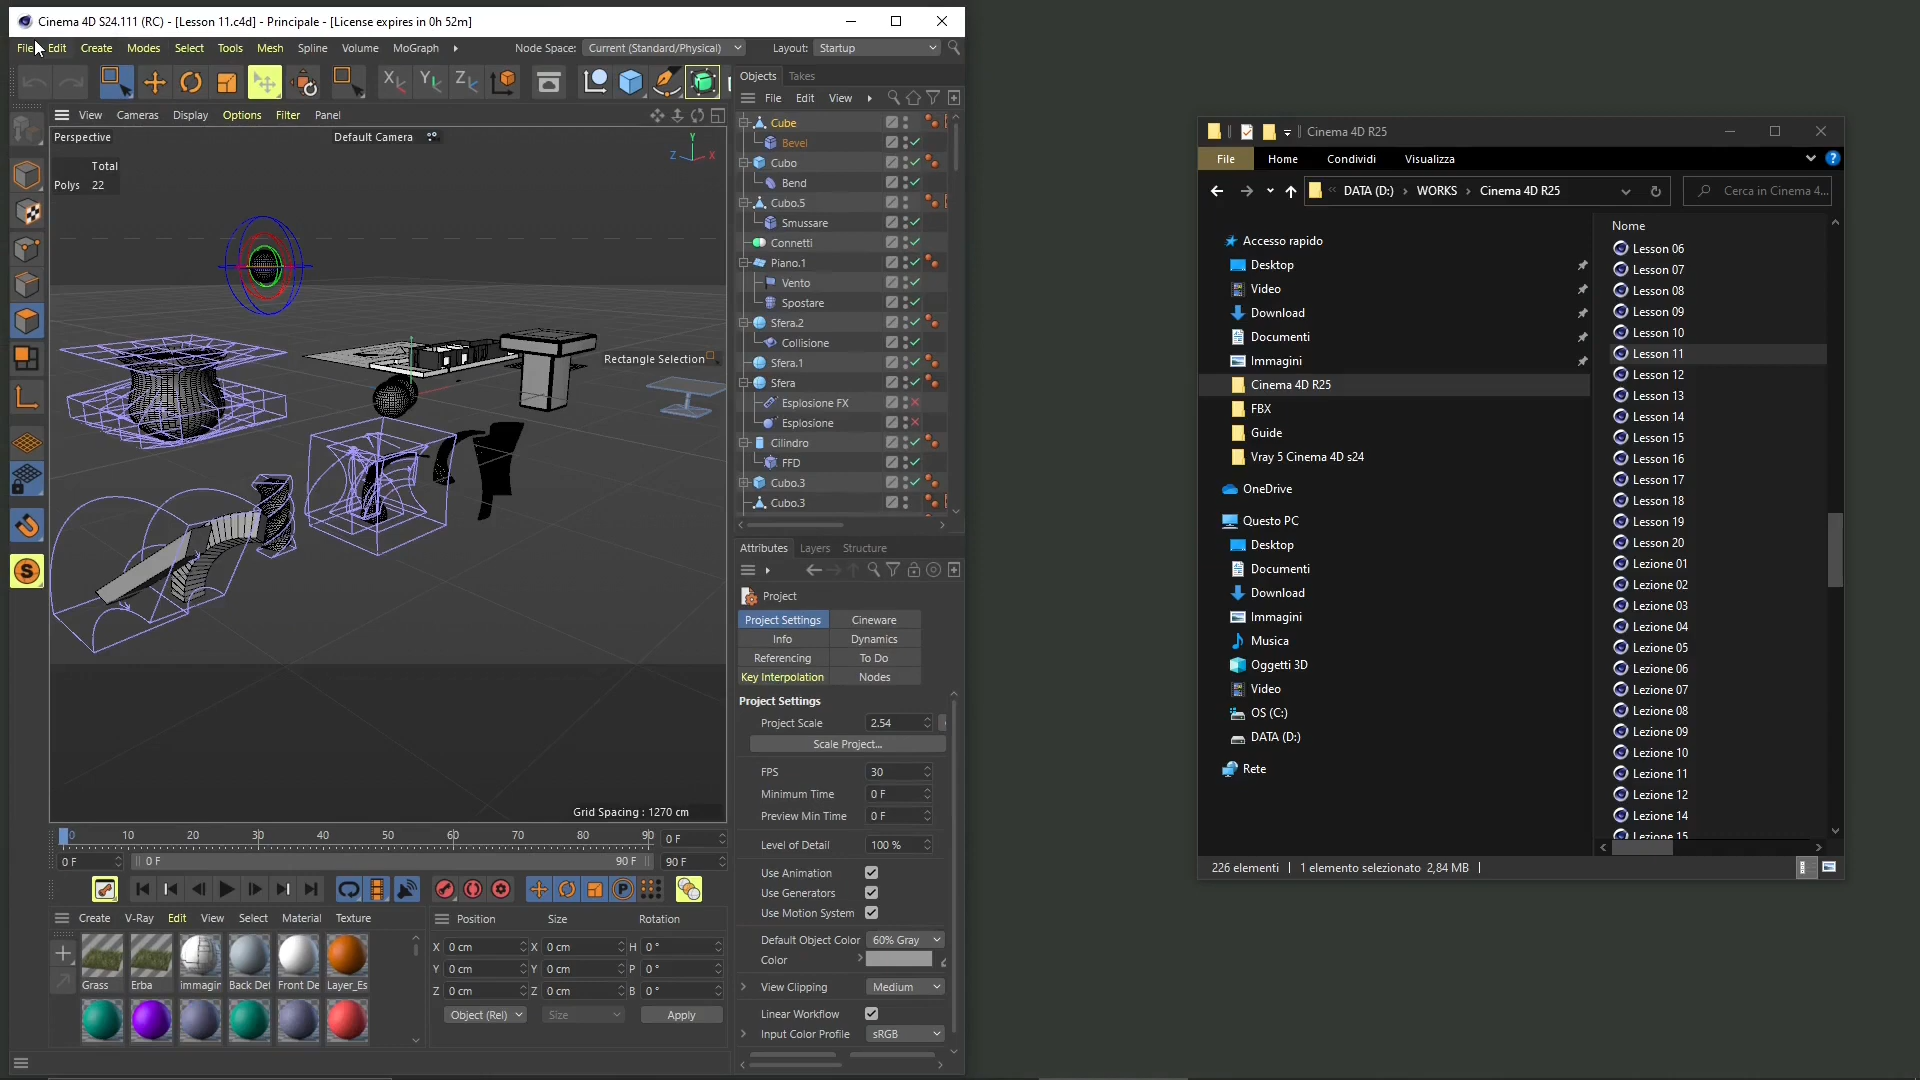 Cinema 4D S24.111 (RC) - [Lesson 11.c4d] - Principale - [License expires in 0h 52m]
File Edit Create Modes Select Tools Mesh Spline Volume MoGraph
Node Space: Current (Standard/Physical) Layout: Startup
View Cameras Display Options Filter Panel
Perspective
Default Camera
Total
Polys 22
Y
Z X
Rectangle Selection
Grid Spacing : 1270 cm
0 10 20 30 40 50 60 70 80 90 0 F
0 F 0 F 90 F 90 F
Create V-Ray Edit View Select Material Texture
Grass Erba immagin Back Del Front De Layer_Es
Position Size Rotation
X 0 cm X 0 cm H 0 °
Y 0 cm Y 0 cm P 0 °
Z 0 cm Z 0 cm B 0 °
Object (Rel) Size Apply
Objects Takes
File Edit View
Cube
Bevel
Cubo
Bend
Cubo.5
Smussare
Connetti
Piano.1
Vento
Spostare
Sfera.2
Collisione
Sfera.1
Sfera
Esplosione FX
Esplosione
Cilindro
FFD
Cubo.3
Cubo.3
Attributes Layers Structure
Project
Project Settings Cineware
Info Dynamics
Referencing To Do
Key Interpolation Nodes
Project Settings
Project Scale 2.54
Scale Project...
FPS 30
Minimum Time 0 F
Preview Min Time 0 F
Level of Detail 100 %
Use Animation
Use Generators
Use Motion System
Default Object Color 60% Gray
Color
View Clipping Medium
Linear Workflow
Input Color Profile sRGB
Cinema 4D R25
File Home Condividi Visualizza
« DATA (D:) › WORKS › Cinema 4D R25
Cerca in Cinema 4...
Accesso rapido
Desktop
Video
Download
Documenti
Immagini
Cinema 4D R25
FBX
Guide
Vray 5 Cinema 4D s24
OneDrive
Questo PC
Desktop
Documenti
Download
Immagini
Musica
Oggetti 3D
Video
OS (C:)
DATA (D:)
Rete
Nome
Lesson 06
Lesson 07
Lesson 08
Lesson 09
Lesson 10
Lesson 11
Lesson 12
Lesson 13
Lesson 14
Lesson 15
Lesson 16
Lesson 17
Lesson 18
Lesson 19
Lesson 20
Lezione 01
Lezione 02
Lezione 03
Lezione 04
Lezione 05
Lezione 06
Lezione 07
Lezione 08
Lezione 09
Lezione 10
Lezione 11
Lezione 12
Lezione 14
Lezione 15
226 elementi 1 elemento selezionato 2,84 MB